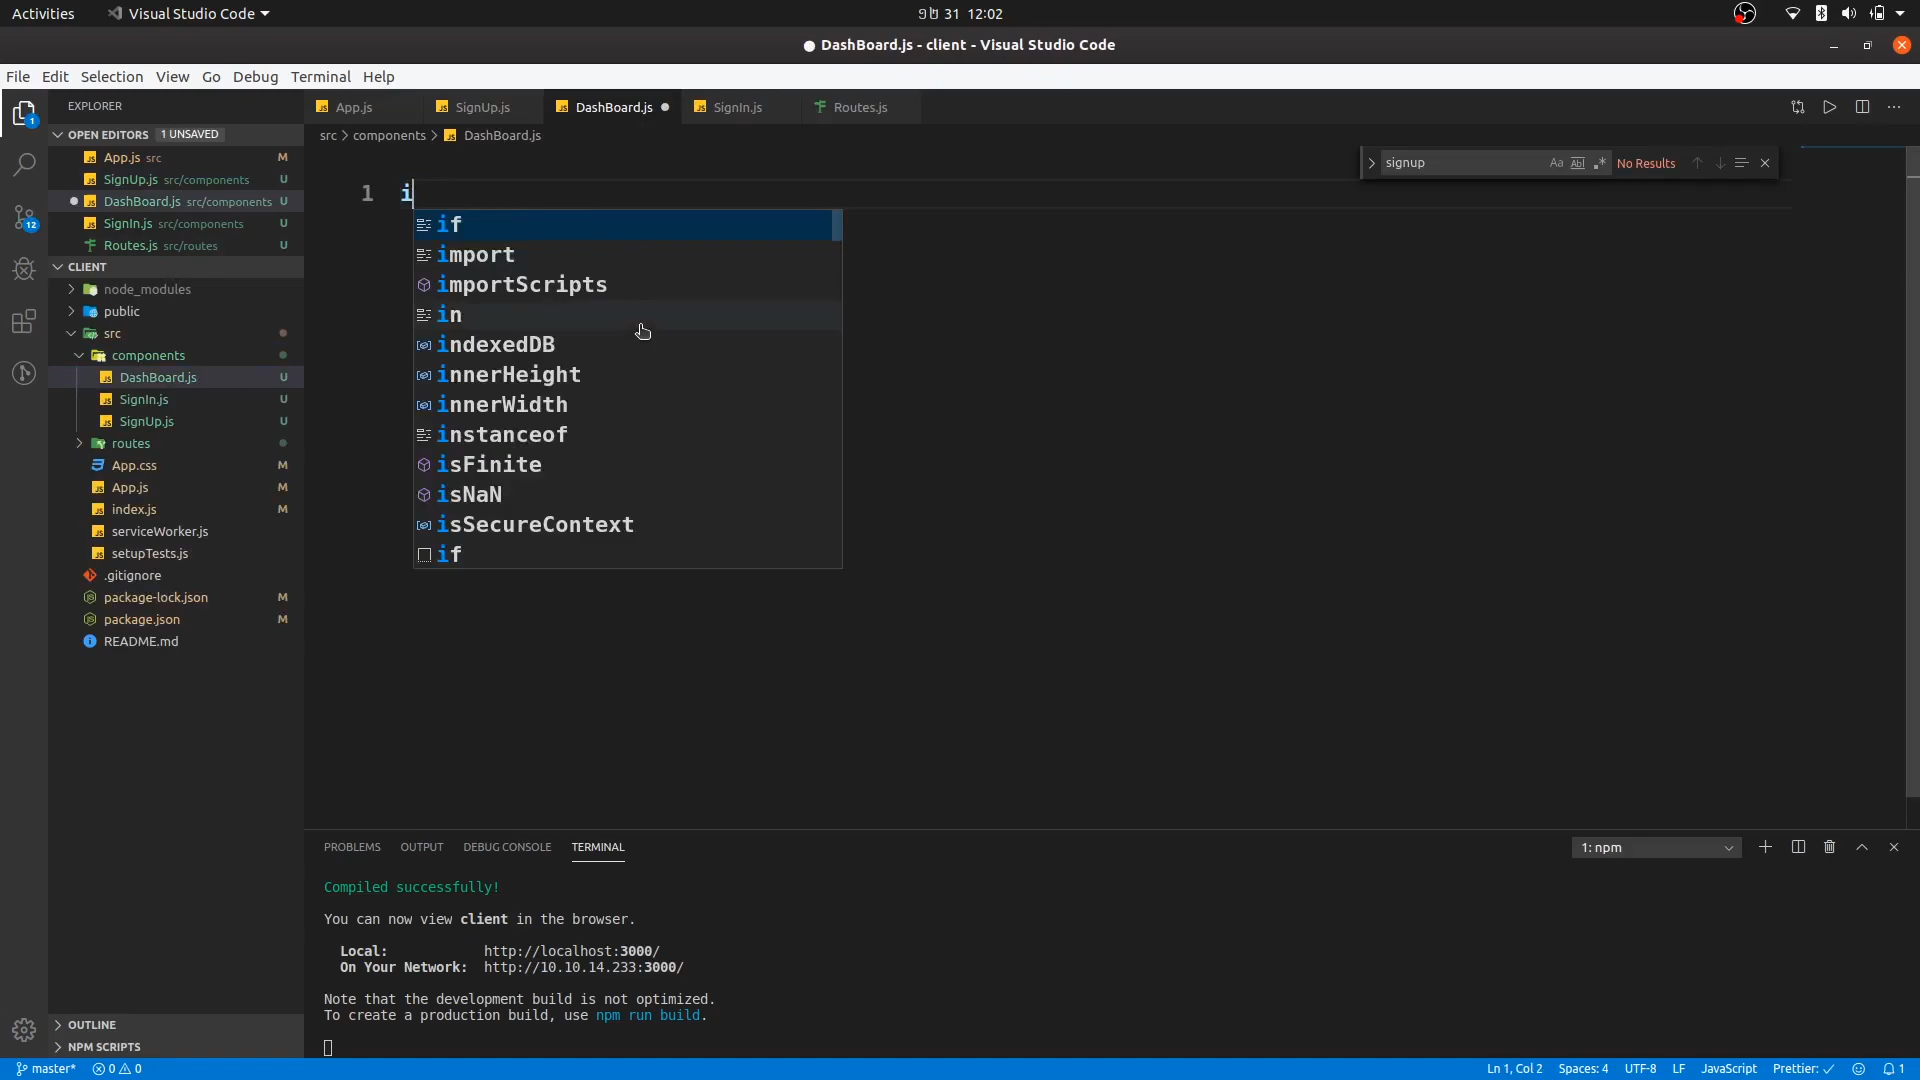 Activities
Visual Studio Code
໑໒ 31 12:02
● DashBoard.js - client - Visual Studio Code
File Edit Selection View Go Debug Terminal Help
EXPLORER
OPEN EDITORS 1 UNSAVED
App.js src M
SignUp.js src/components U
DashBoard.js src/components U
SignIn.js src/components U
Routes.js src/routes U
CLIENT
node_modules
public
src
components
DashBoard.js U
SignIn.js U
SignUp.js U
routes
App.css M
App.js M
index.js M
serviceWorker.js
setupTests.js
.gitignore
package-lock.json M
package.json M
README.md
OUTLINE
NPM SCRIPTS
1
12
App.js SignUp.js DashBoard.js SignIn.js Routes.js
src > components > DashBoard.js
signup Aa Abl .* No Results
1 i
if
import
importScripts
in
indexedDB
innerHeight
innerWidth
instanceof
isFinite
isNaN
isSecureContext
if
PROBLEMS OUTPUT DEBUG CONSOLE TERMINAL
1: npm
Compiled successfully!
You can now view client in the browser.
Local: http://localhost:3000/
On Your Network: http://10.10.14.233:3000/
Note that the development build is not optimized.
To create a production build, use npm run build.
master* 0 0
Ln 1, Col 2 Spaces: 4 UTF-8 LF JavaScript Prettier: ✓ 1